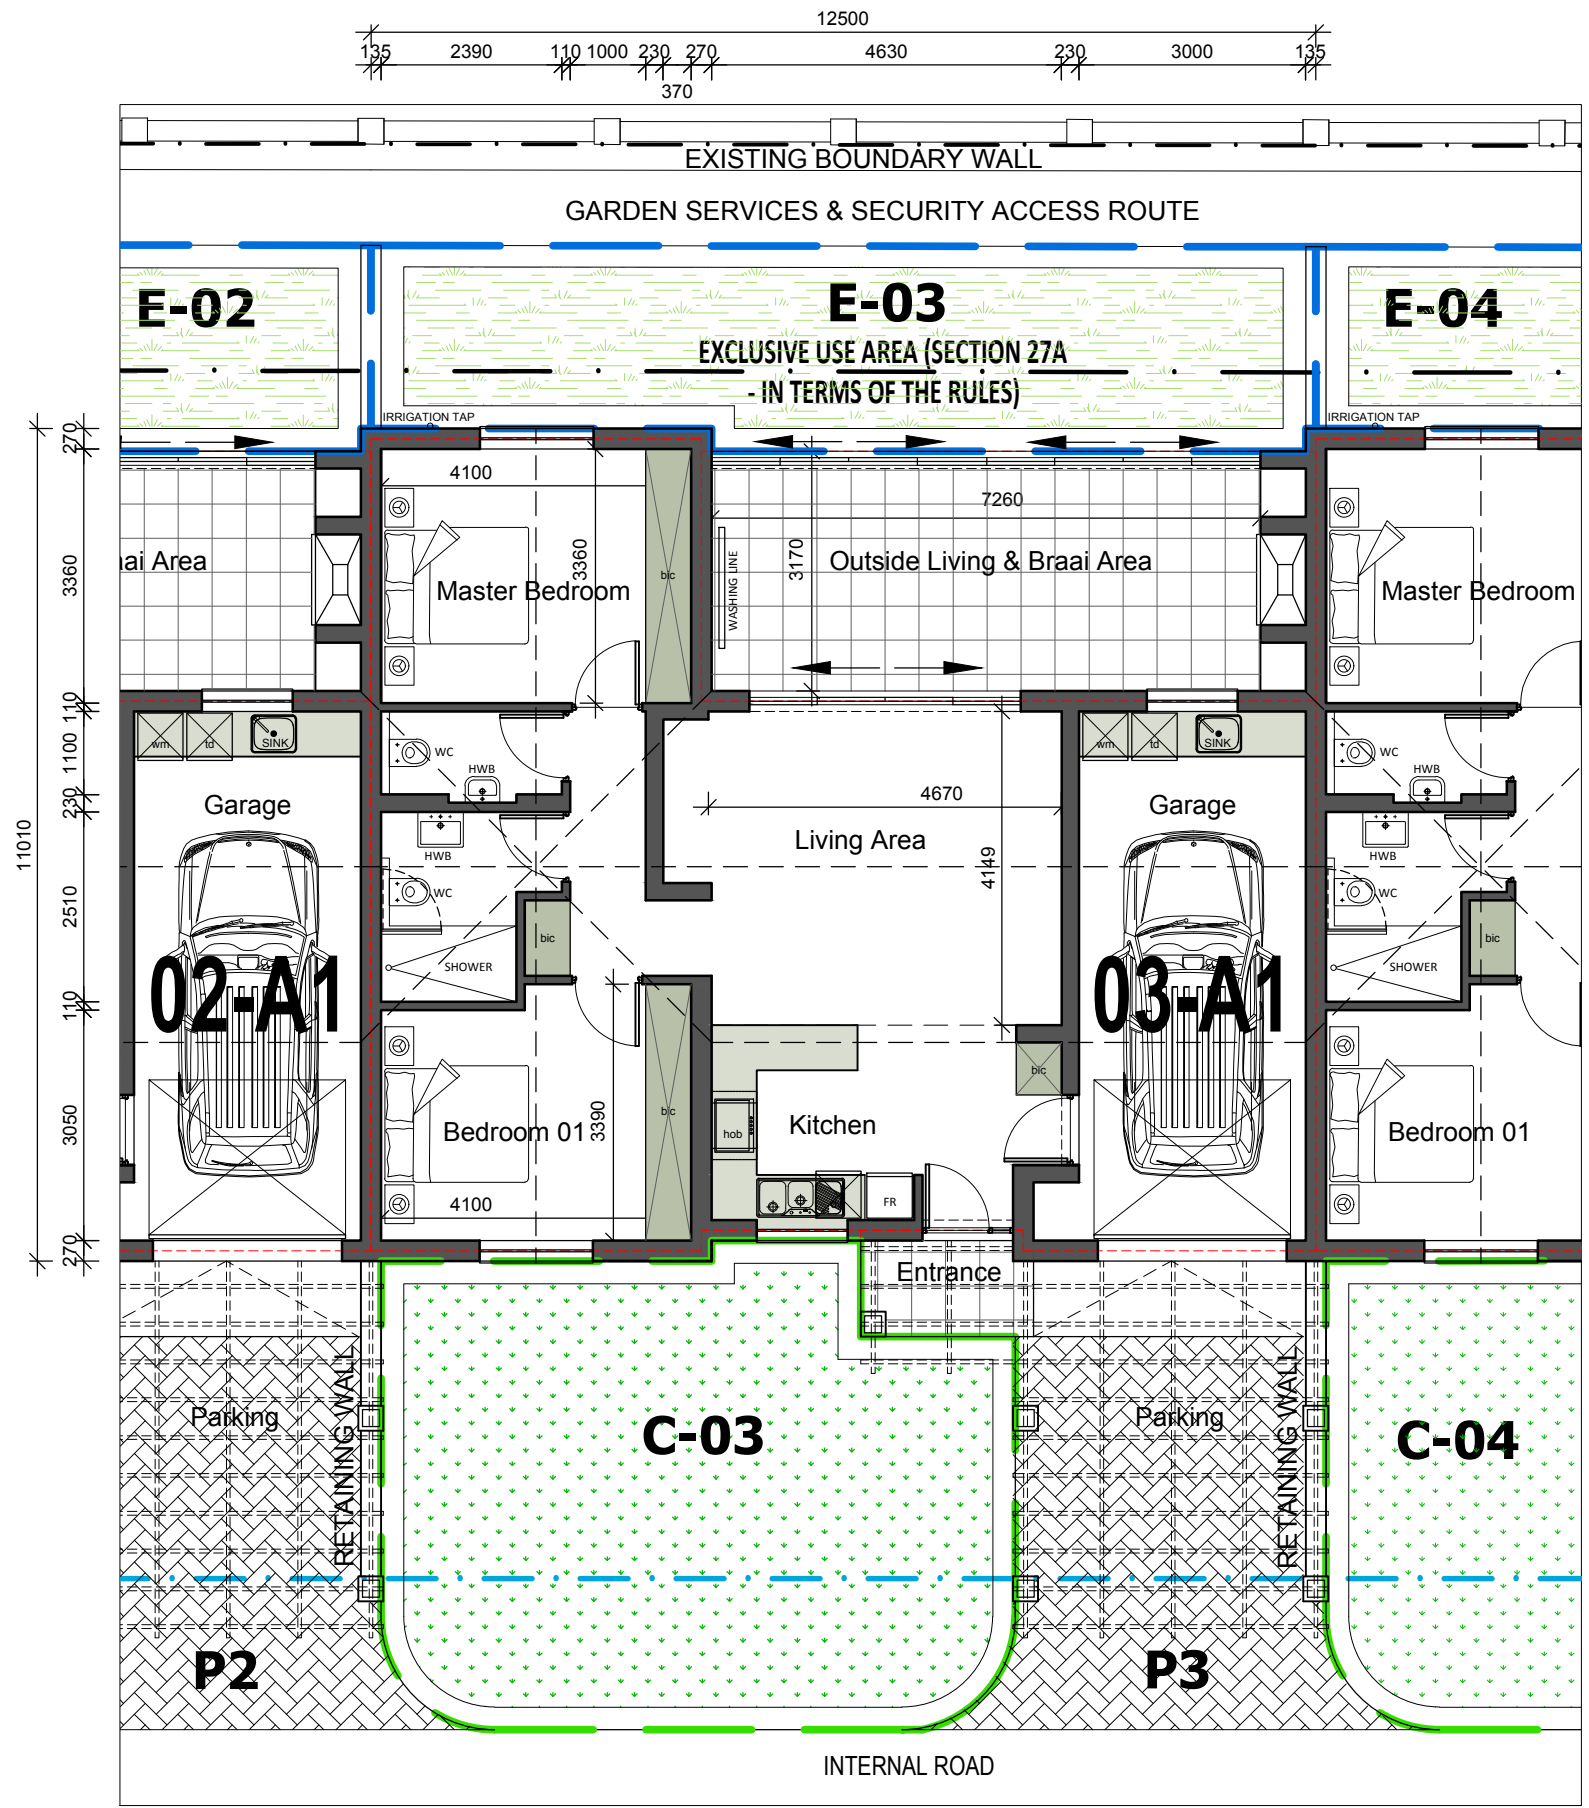 12500
135 2390 110 1000 230 270 4630 230 3000 135
370
EXISTING BOUNDARY WALL
GARDEN SERVICES & SECURITY ACCESS ROUTE
E-02 E-03 E-04
EXCLUSIVE USE AREA (SECTION 27A
- IN TERMS OF THE RULES)
IRRIGATION TAP IRRIGATION TAP
270
4100
7260
3360
3360
3170
WASHING LINE
bic
ai Area
Outside Living & Braai Area
Master Bedroom
Master Bedroom
110
1100
230
wm td SINK
WC
HWB
wm td SINK
WC
HWB
Garage
4670
Garage
11010
Living Area
4149
HWB
WC
HWB
WC
2510
bic
SHOWER
bic
SHOWER
02-A1
03-A1
110
bic
3050
Bedroom 01
3390
bic
hob
Kitchen
Bedroom 01
4100
FR
270
Entrance
Parking
RETAINING WALL
C-03
Parking
RETAINING WALL
C-04
P2
P3
INTERNAL ROAD